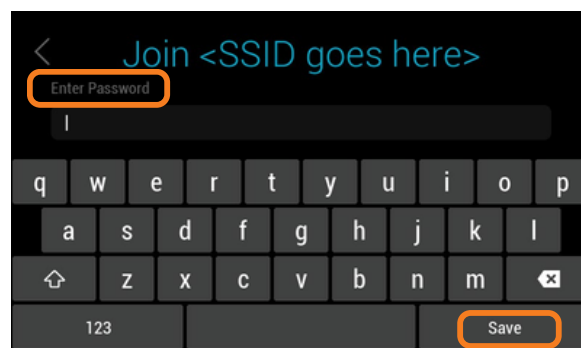 Join <SSID goes here>
Enter Password
q w e r t y u i o p
a s d f g h j k l
z x c v b n m
123 Save